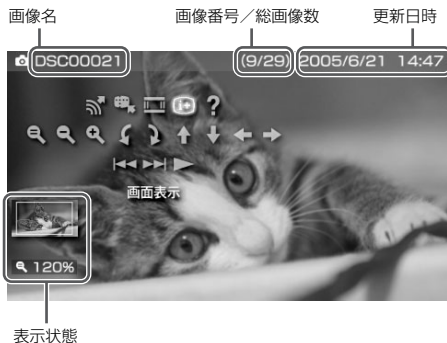 画像名
画像番号／総画像数
更新日時
DSC00021
(9/29)
2005/6/21 14:47
?
画面表示
120%
表示状態